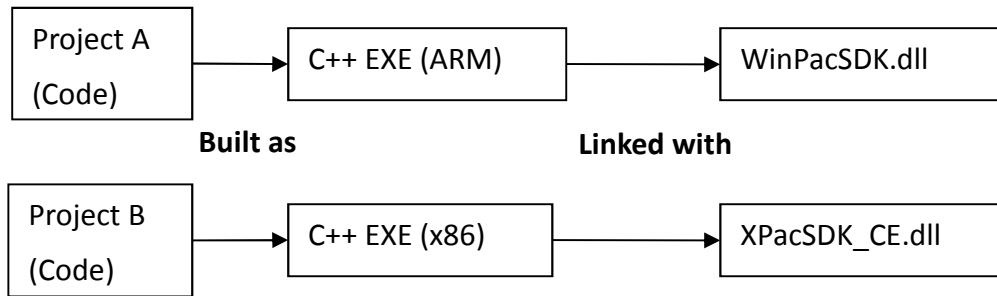 Project A
(Code)
C++ EXE (ARM)
WinPacSDK.dll
Built as
Linked with
Project B
(Code)
C++ EXE (x86)
XPacSDK_CE.dll